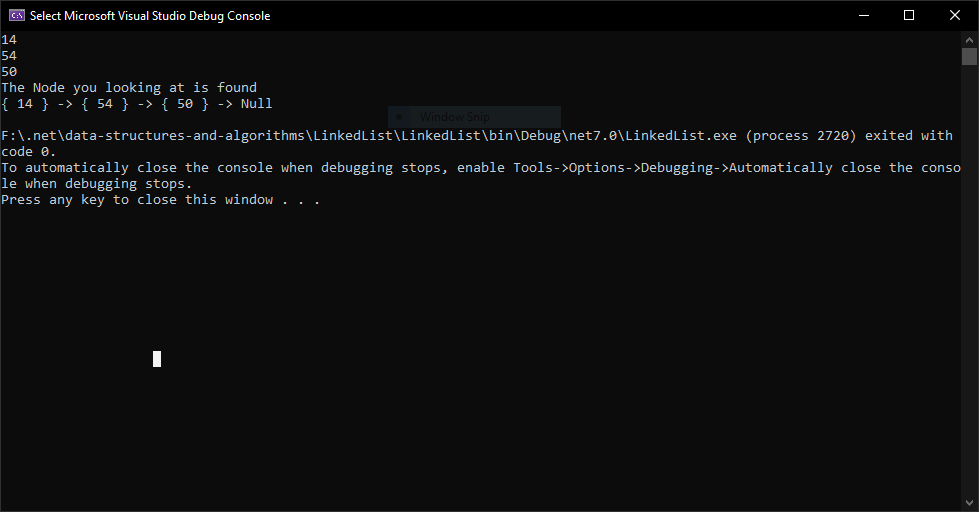 Select Microsoft Visual Studio Debug Console
14
54
50
The Node you looking at is found
{ 14 } -> { 54 } -> { 50 } -> Null
Window Snip
F:\.net\data-structures-and-algorithms\LinkedList\LinkedList\bin\Debug\net7.0\LinkedList.exe (process 2720) exited with
code 0.
To automatically close the console when debugging stops, enable Tools->Options->Debugging->Automatically close the conso
le when debugging stops.
Press any key to close this window . . .